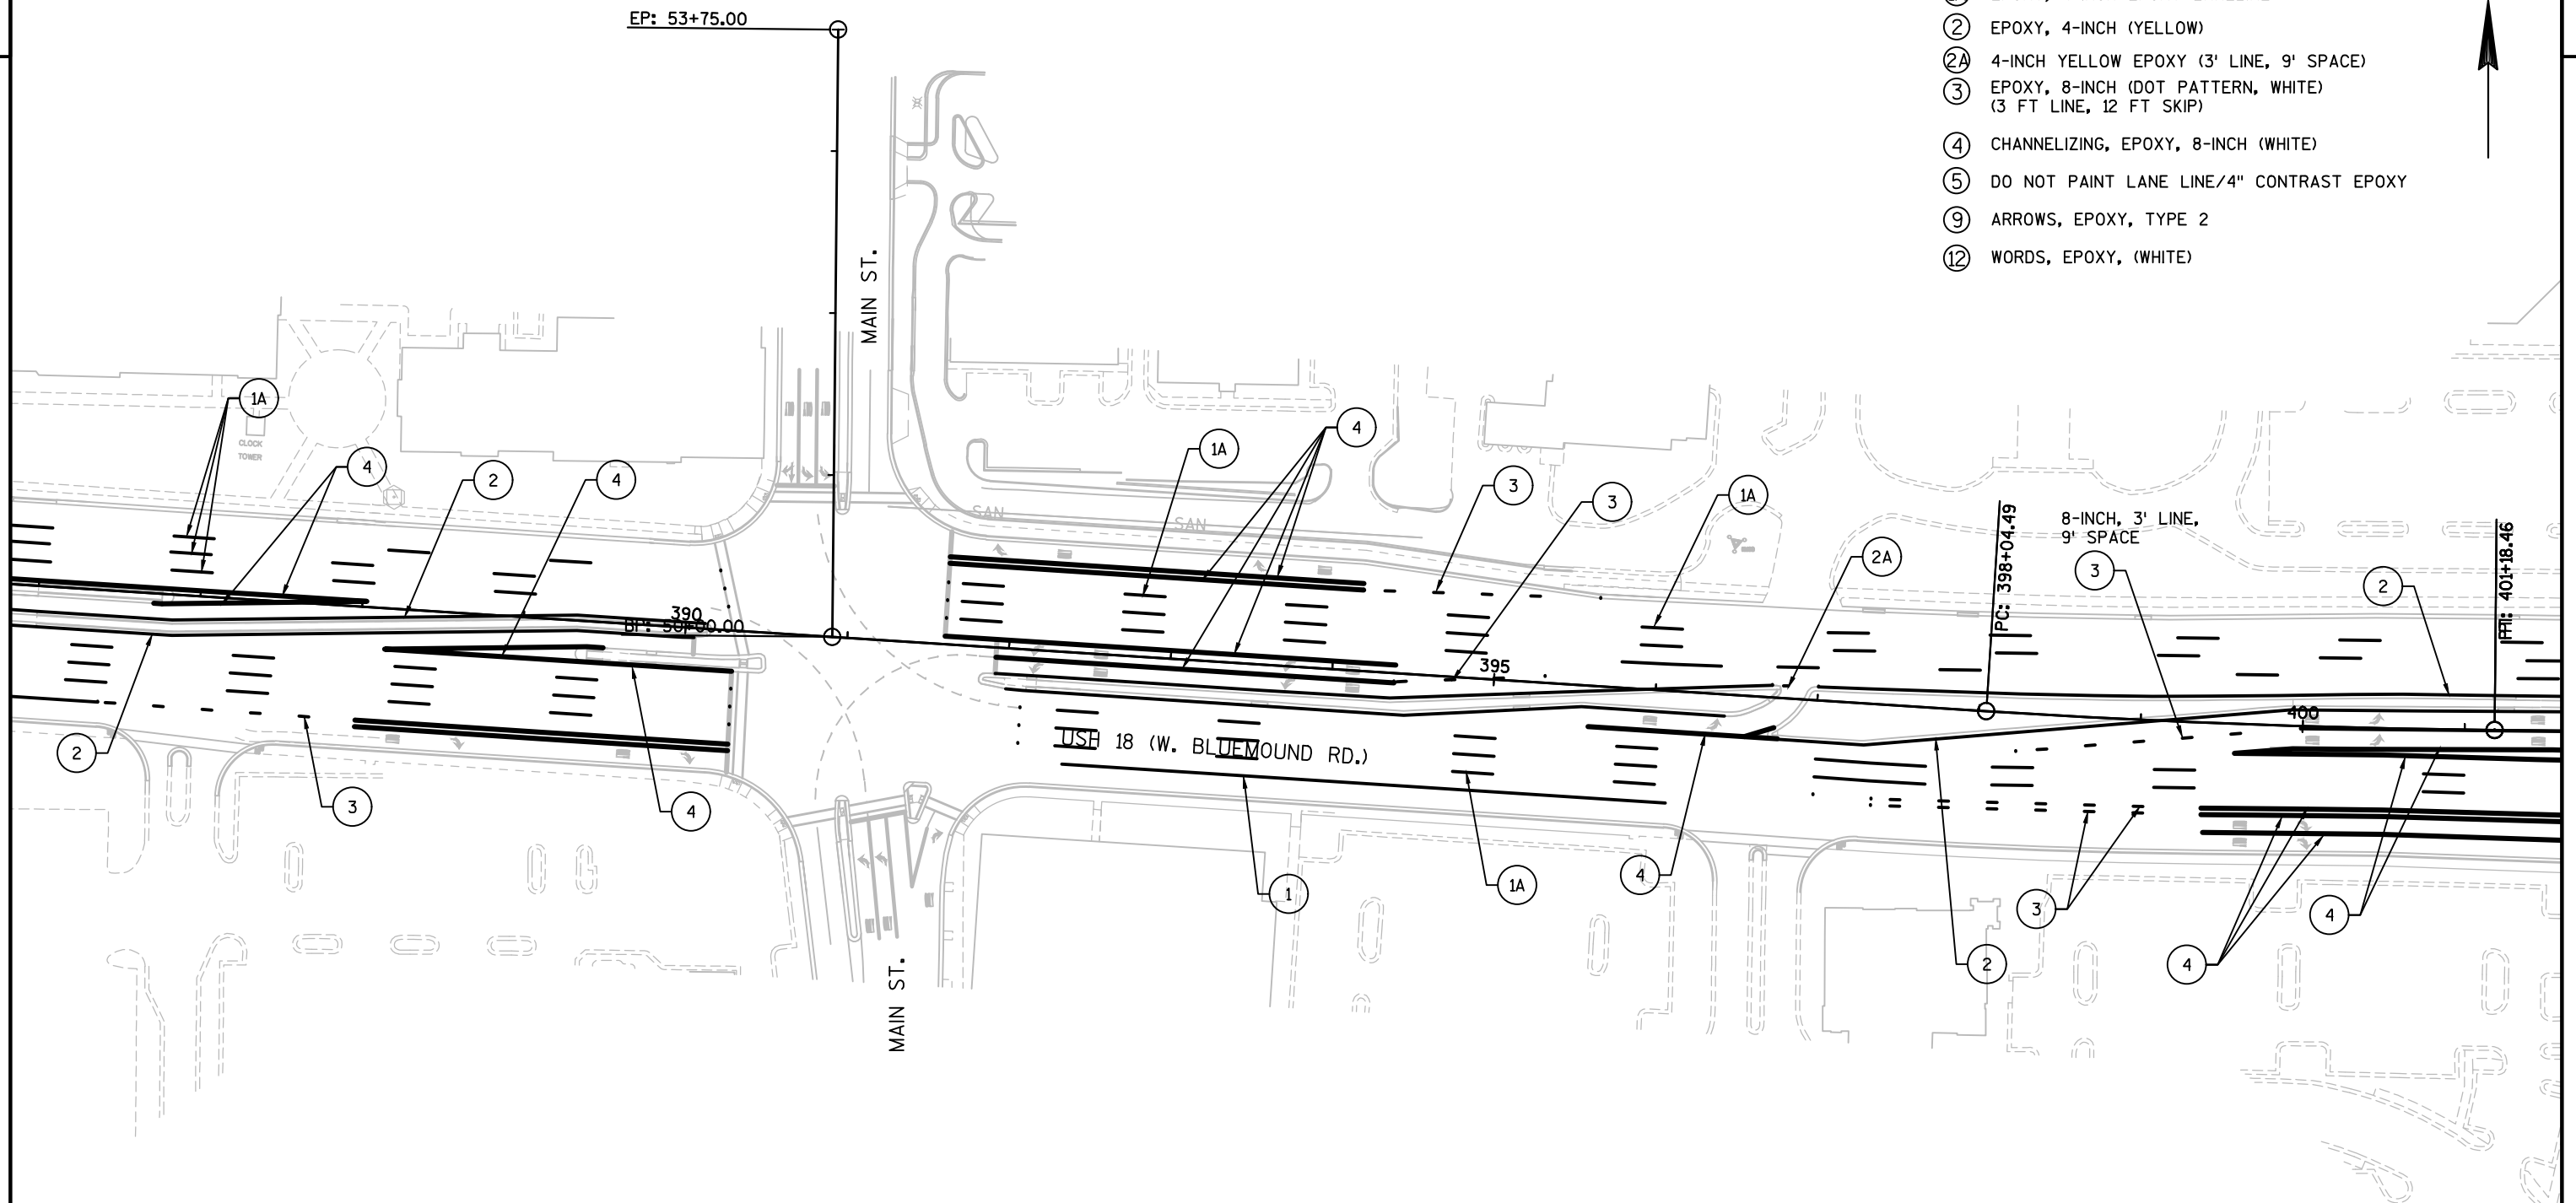 EP: 53+75.00
2 EPOXY, 4-INCH (YELLOW)
2A 4-INCH YELLOW EPOXY (3' LINE, 9' SPACE)
3 EPOXY, 8-INCH (DOT PATTERN, WHITE)
(3 FT LINE, 12 FT SKIP)
4 CHANNELIZING, EPOXY, 8-INCH (WHITE)
5 DO NOT PAINT LANE LINE/4" CONTRAST EPOXY
9 ARROWS, EPOXY, TYPE 2
12 WORDS, EPOXY, (WHITE)
MAIN ST.
1A
CLOCK
TOWER
4
2
4
1A
4
3
3
1A
SAN
SAN
2A
PC: 398+04.49
8-INCH, 3' LINE,
9' SPACE
3
2
PT: 401+18.46
390
BP: 50+00.00
395
400
USH 18 (W. BLUEMOUND RD.)
2
3
4
1
1A
4
3
4
2
4
MAIN ST.